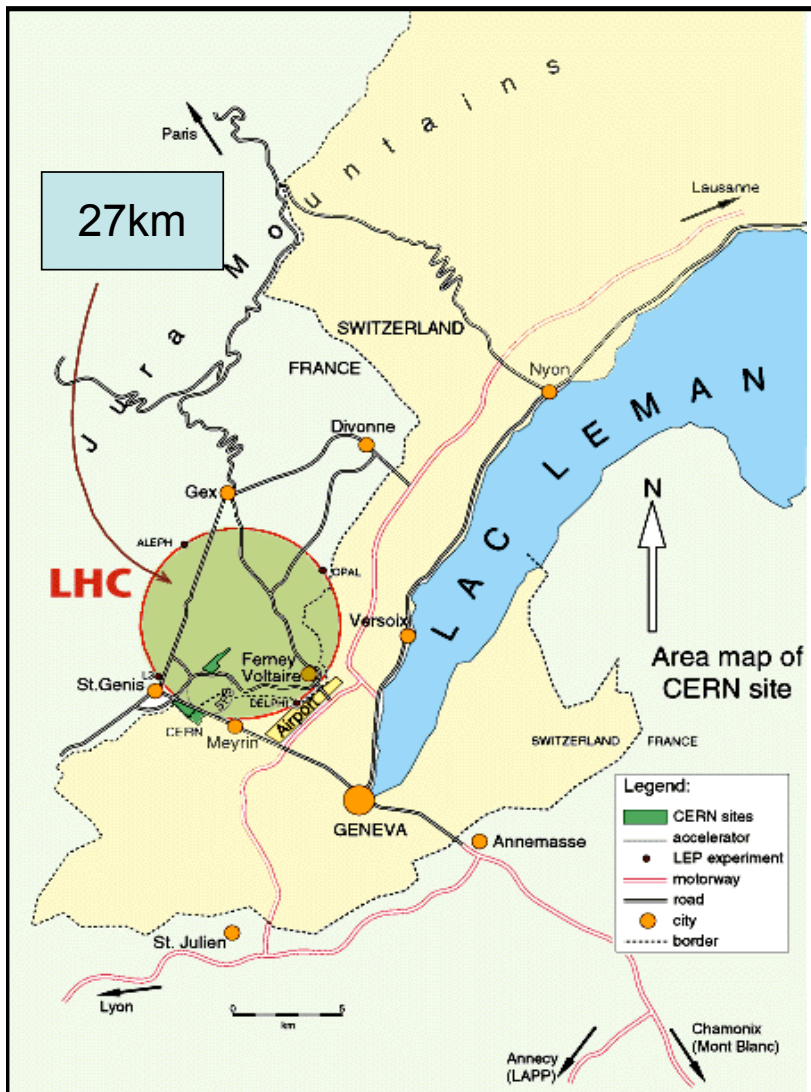 Paris
27km
Jura Mountains
Lausanne
SWITZERLAND
FRANCE
Nyon
Divonne
LAC LEMAN
Gex
N
ALEPH
OPAL
LHC
Versoix
Ferney
Voltaire
Area map of
CERN site
L3
St.Genis
SPS
DELPHI
Airport
CERN
Meyrin
SWITZERLAND
FRANCE
GENEVA
Annemasse
Legend:
CERN sites
accelerator
LEP experiment
motorway
road
city
border
St. Julien
Lyon
0 5
km
Annecy
(LAPP)
Chamonix
(Mont Blanc)